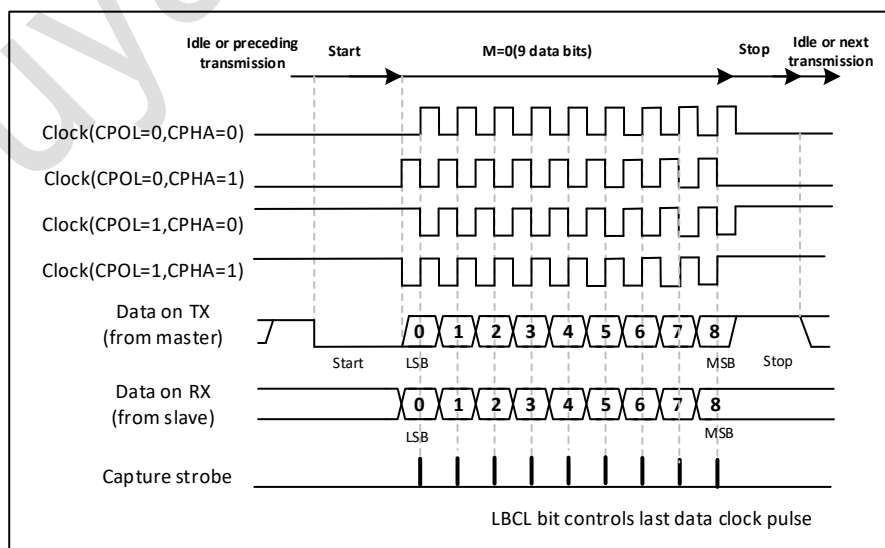 uya
Idle or preceding transmission Start M=0(9 data bits) Stop Idle or next transmission
Clock(CPOL=0,CPHA=0)
Clock(CPOL=0,CPHA=1)
Clock(CPOL=1,CPHA=0)
Clock(CPOL=1,CPHA=1)
Data on TX
(from master)
0 1 2 3 4 5 6 7 8
Start LSB MSB Stop
Data on RX
(from slave)
0 1 2 3 4 5 6 7 8
LSB MSB
Capture strobe
LBCL bit controls last data clock pulse